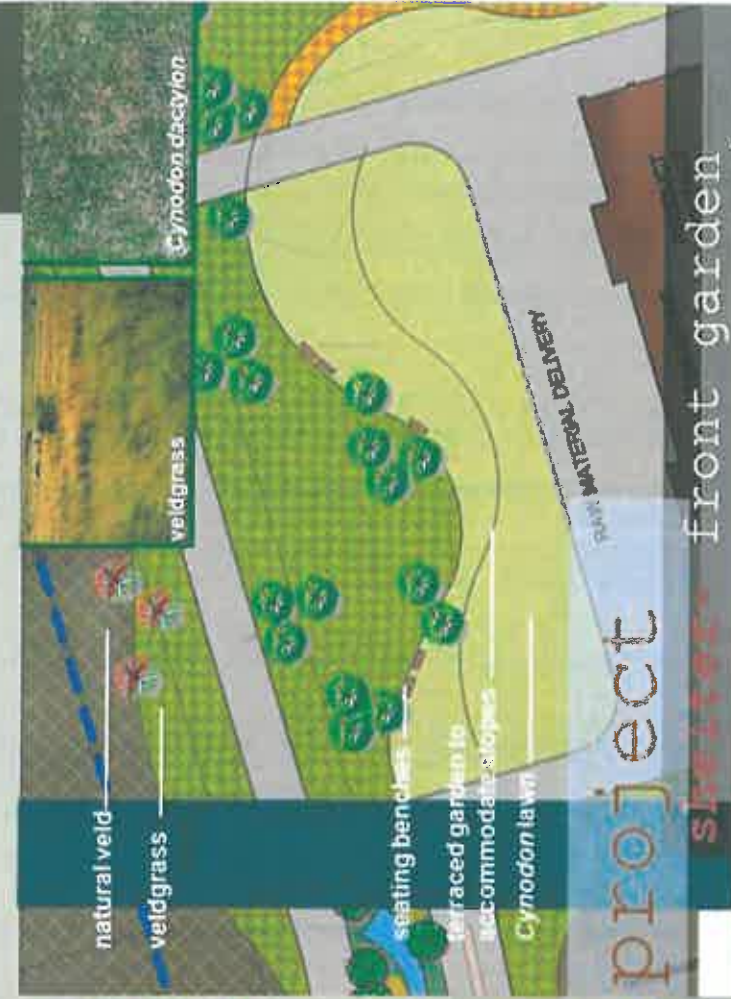 natural veld
veldgrass
veldgrass
Cynodon dactylon
seating benches
terraced garden to
accommodate slopes
Cynodon lawn
RAW MATERIAL DELIVERY
project
front garden